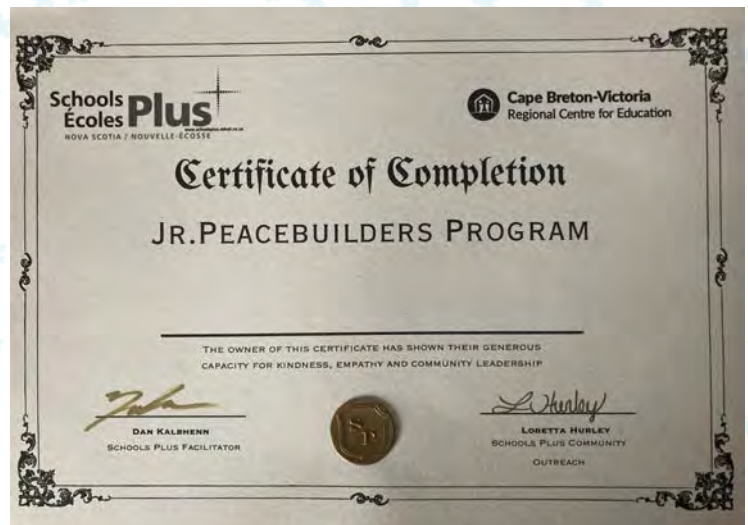 Schools Plus
Écoles
NOVA SCOTIA / NOUVELLE-ÉCOSSE
Cape Breton-Victoria
Regional Centre for Education
Certificate of Completion
JR.PEACEBUILDERS PROGRAM
THE OWNER OF THIS CERTIFICATE HAS SHOWN THEIR GENEROUS
CAPACITY FOR KINDNESS, EMPATHY AND COMMUNITY LEADERSHIP
L Hurley
SP
DAN KALBHENN
SCHOOLS PLUS FACILITATOR
LORETTA HURLEY
SCHOOLS PLUS COMMUNITY
OUTREACH